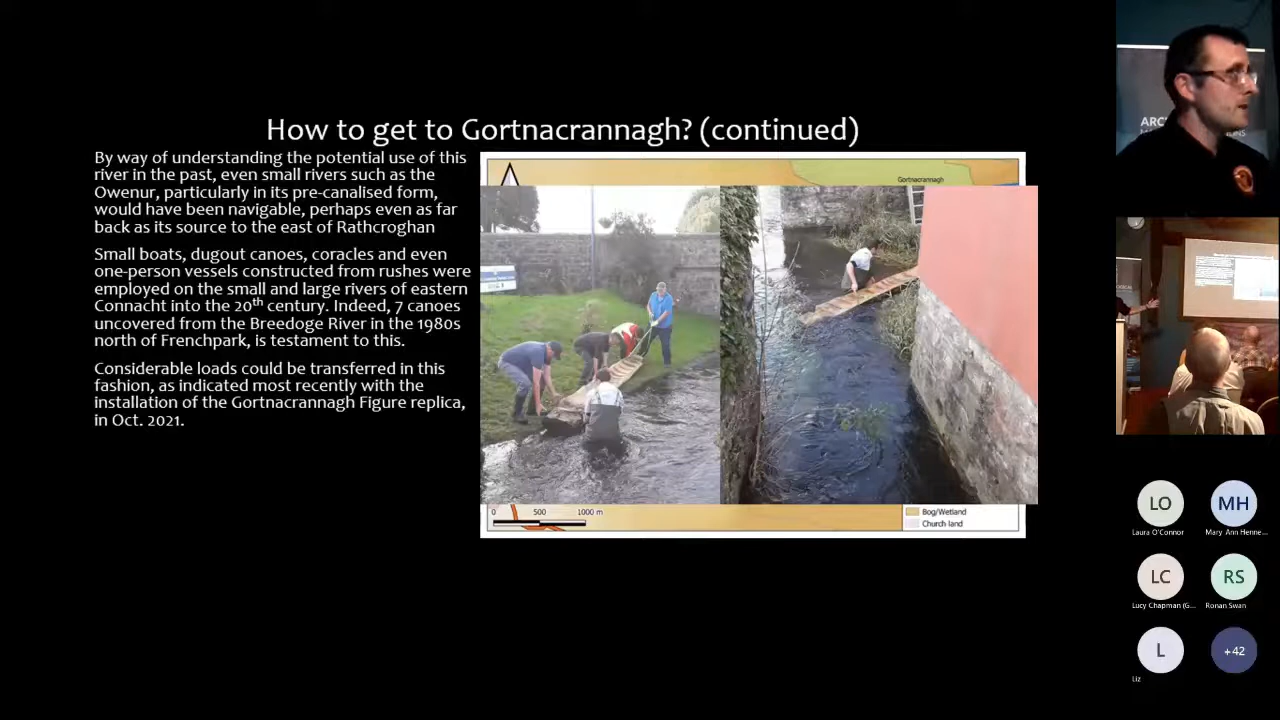 How to get to Gortnacrannagh? (continued)
By way of understanding the potential use of this
river in the past, even small rivers such as the
Owenur, particularly in its pre-canalised form,
would have been navigable, perhaps even as far
back as its source to the east of Rathcroghan
Small boats, dugout canoes, coracles and even
one-person vessels constructed from rushes were
employed on the small and large rivers of eastern
Connacht into the 20th century. Indeed, 7 canoes
uncovered from the Breedoge River in the 1980s
north of Frenchpark, is testament to this.
Considerable loads could be transferred in this
fashion, as indicated most recently with the
installation of the Gortnacrannagh Figure replica,
in Oct. 2021.
Gortnacrannagh
0 500 1000 m
Bog/Wetland
Church land
LO
MH
Laura O'Connor
Mary Ann Henne...
LC
RS
Lucy Chapman (G...
Ronan Swan
L
+42
Liz